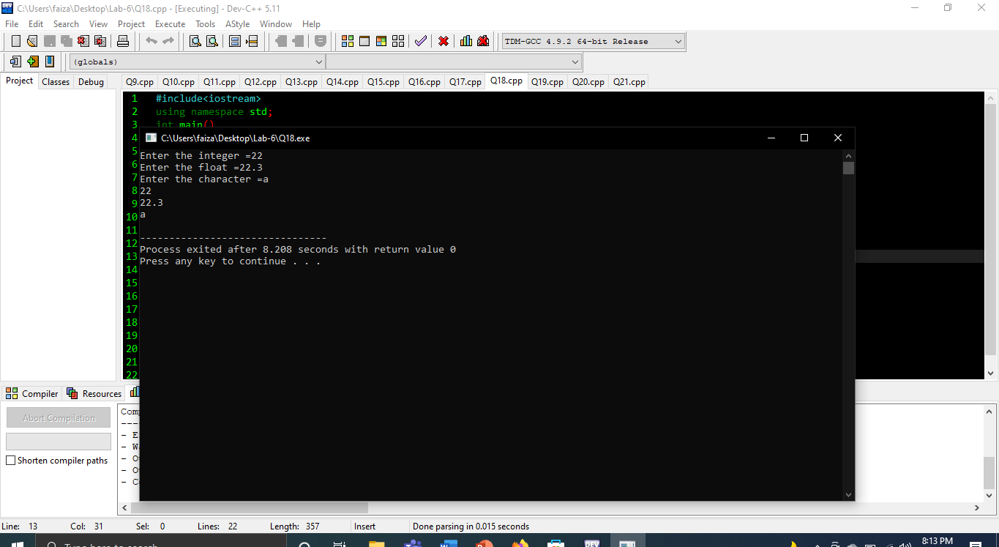 C:\Users\faiza\Desktop\Lab-6\Q18.cpp - [Executing] - Dev-C++ 5.11
File Edit Search View Project Execute Tools AStyle Window Help
TDM-GCC 4.9.2 64-bit Release
(globals)
Project Classes Debug Q9.cpp Q10.cpp Q11.cpp Q12.cpp Q13.cpp Q14.cpp Q15.cpp Q16.cpp Q17.cpp Q18.cpp Q19.cpp Q20.cpp Q21.cpp
1 #include<iostream>
2 using namespace std;
3 int main()
4
5
6
7
8
9
10
11
12
13
14
15
16
17
18
19
20
21
22
C:\Users\faiza\Desktop\Lab-6\Q18.exe
Enter the integer =22
Enter the float =22.3
Enter the character =a
22
22.3
a
--------------------------------
Process exited after 8.208 seconds with return value 0
Press any key to continue . . .
Compiler Resources
Abort Compilation
Shorten compiler paths
Line: 13 Col: 31 Sel: 0 Lines: 22 Length: 357 Insert Done parsing in 0.015 seconds
Type here to search
8:13 PM